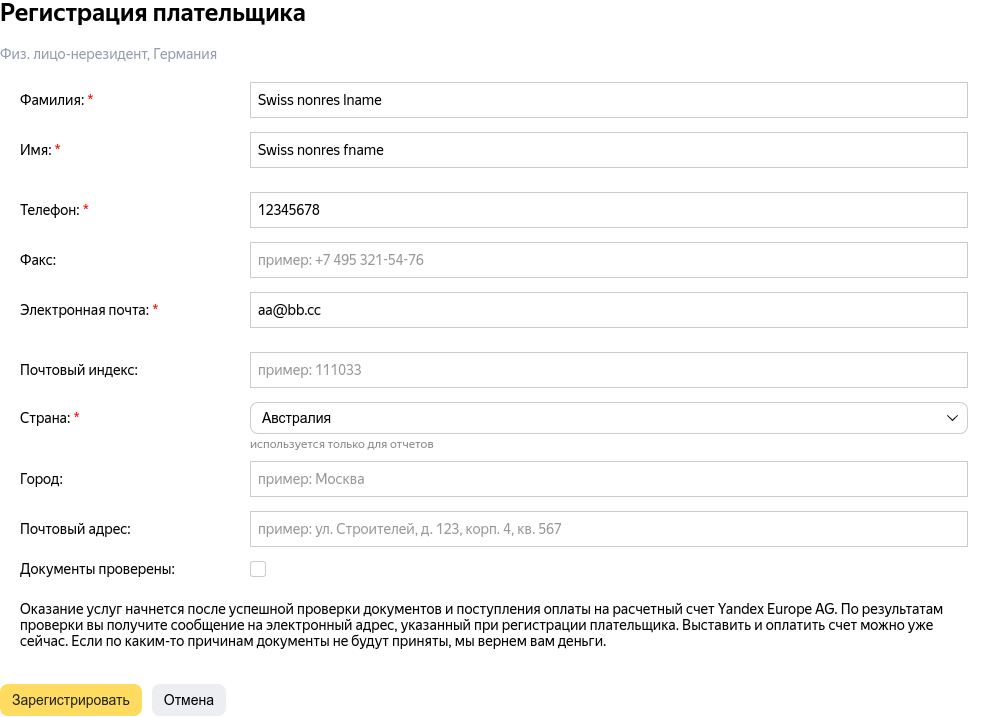 Регистрация плательщика
Физ. лицо-нерезидент, Германия
Фамилия: * Swiss nonres lname
Имя: * Swiss nonres fname
Телефон: * 12345678
Факс: пример: +7 495 321-54-76
Электронная почта: * aa@bb.cc
Почтовый индекс: пример: 111033
Страна: * Австралия
используется только для отчетов
Город: пример: Москва
Почтовый адрес: пример: ул. Строителей, д. 123, корп. 4, кв. 567
Документы проверены:
Оказание услуг начнется после успешной проверки документов и поступления оплаты на расчетный счет Yandex Europe AG. По результатам
проверки вы получите сообщение на электронный адрес, указанный при регистрации плательщика. Выставить и оплатить счет можно уже
сейчас. Если по каким-то причинам документы не будут приняты, мы вернем вам деньги.
Зарегистрировать Отмена